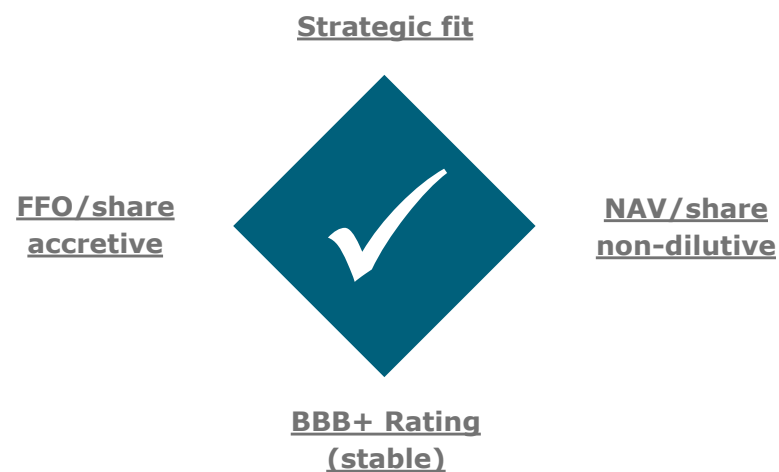 Strategic fit
FFO/share
accretive
NAV/share
non-dilutive
BBB+ Rating
(stable)